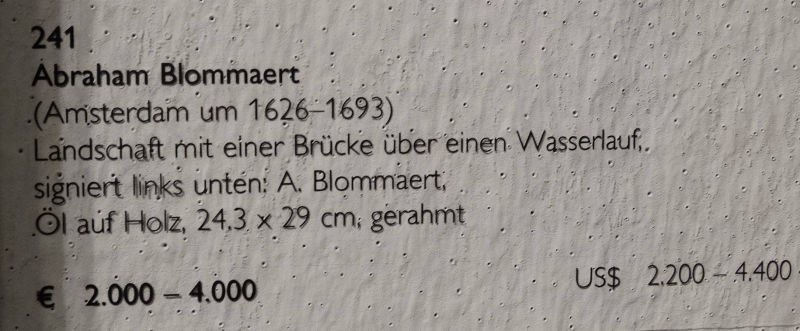 241
Abraham Blommaert
(Amsterdam um 1626–1693)
Landschaft mit einer Brücke über einen Wasserlauf,
signiert links unten: A. Blommaert,
Öl auf Holz, 24,3 x 29 cm, gerahmt
€ 2.000 – 4.000 US$ 2.200 – 4.400